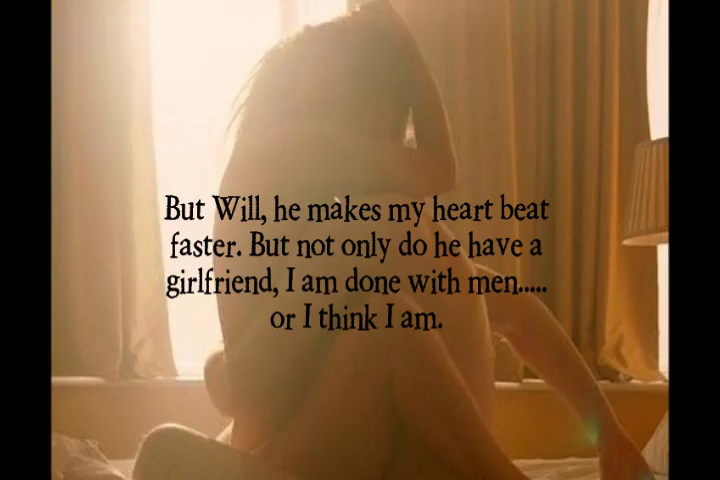 But Will, he makes my heart beat
faster. But not only do he have a
girlfriend, I am done with men.....
or I think I am.